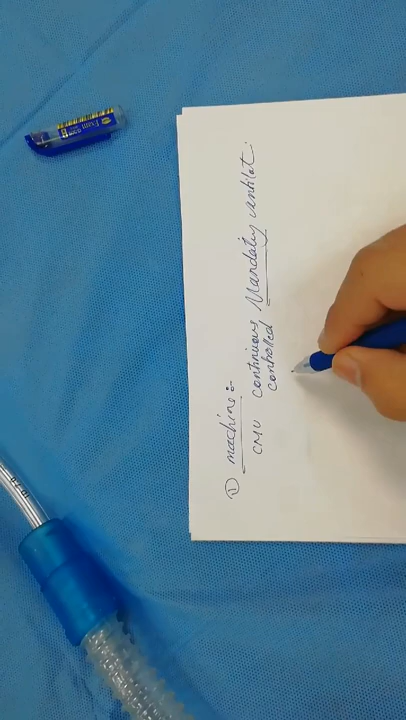 ① machine:-
CMV continuous Mandatory ventilat.
controlled